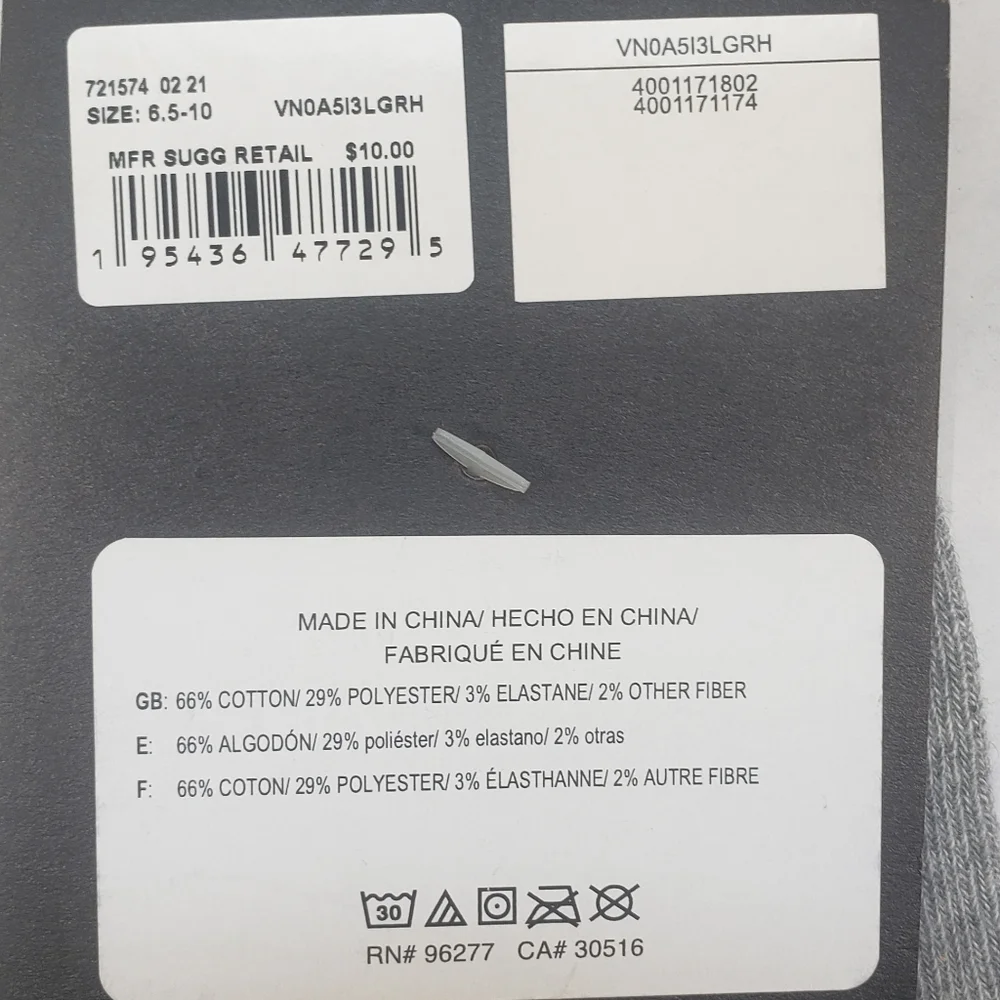 721574 02 21
SIZE: 6.5-10 VN0A5I3LGRH
MFR SUGG RETAIL $10.00
1 95436 47729 5
VN0A5I3LGRH
4001171802
4001171174
MADE IN CHINA/ HECHO EN CHINA/
FABRIQUÉ EN CHINE
GB: 66% COTTON/ 29% POLYESTER/ 3% ELASTANE/ 2% OTHER FIBER
E: 66% ALGODÓN/ 29% poliéster/ 3% elastano/ 2% otras
F: 66% COTON/ 29% POLYESTER/ 3% ÉLASTHANNE/ 2% AUTRE FIBRE
30
RN# 96277 CA# 30516